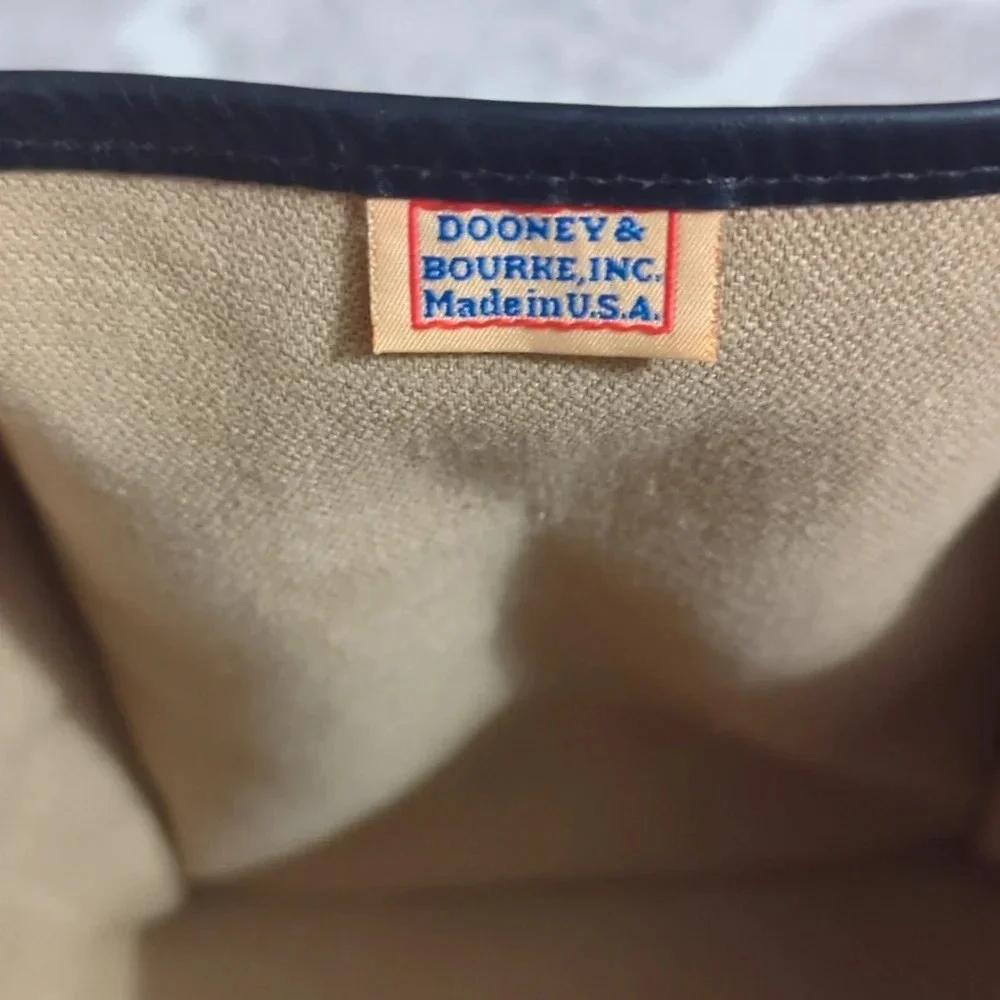 DOONEY &
BOURKE, INC.
Made in U.S.A.